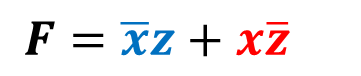 F = x̅z + xz̅